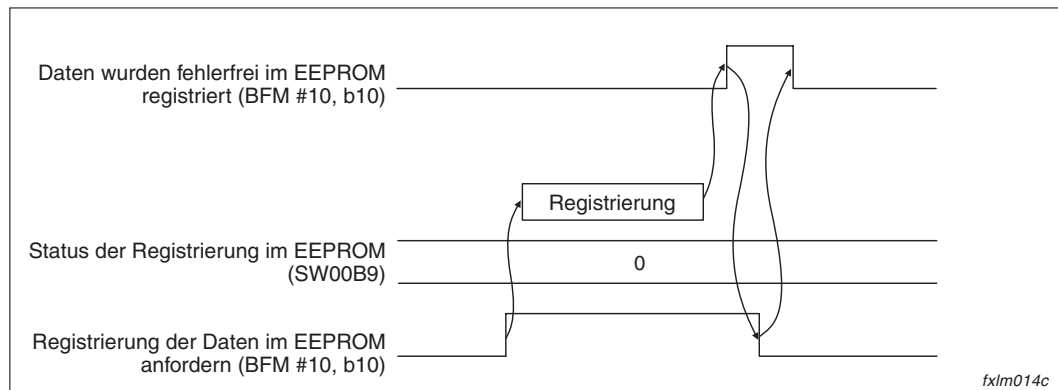 Daten wurden fehlerfrei im EEPROM
registriert (BFM #10, b10)
Registrierung
Status der Registrierung im EEPROM
(SW00B9)
0
Registrierung der Daten im EEPROM
anfordern (BFM #10, b10)
fxlm014c